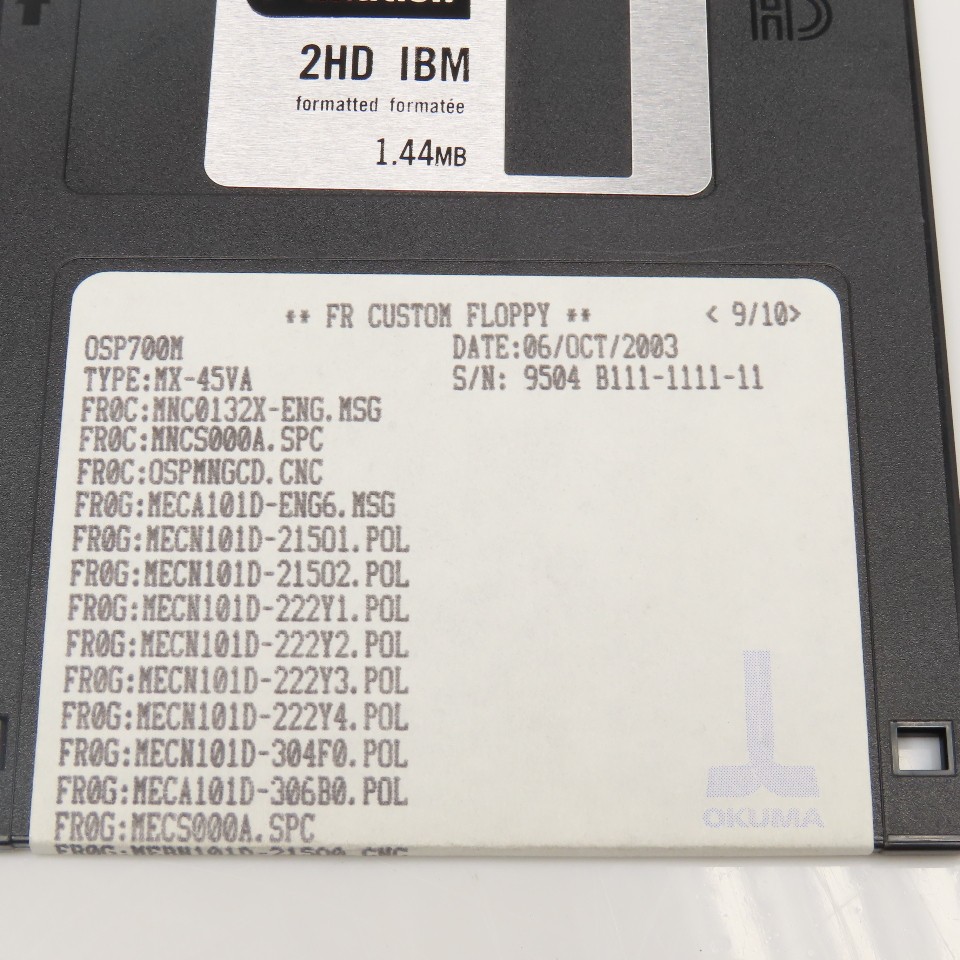 2HD IBM
formatted formatée
1.44MB
HD
** FR CUSTOM FLOPPY ** < 9/10>
OSP700M DATE:06/OCT/2003
TYPE:MX-45VA S/N: 9504 B111-1111-11
FR0C:MNC0132X-ENG.MSG
FR0C:MNCS000A.SPC
FR0C:OSPMNGCD.CNC
FR0G:MECA101D-ENG6.MSG
FR0G:MECN101D-21501.POL
FR0G:MECN101D-21502.POL
FR0G:MECN101D-222Y1.POL
FR0G:MECN101D-222Y2.POL
FR0G:MECN101D-222Y3.POL
FR0G:MECN101D-222Y4.POL
FR0G:MECN101D-304F0.POL
FR0G:MECA101D-306B0.POL
FR0G:MECS000A.SPC
OKUMA